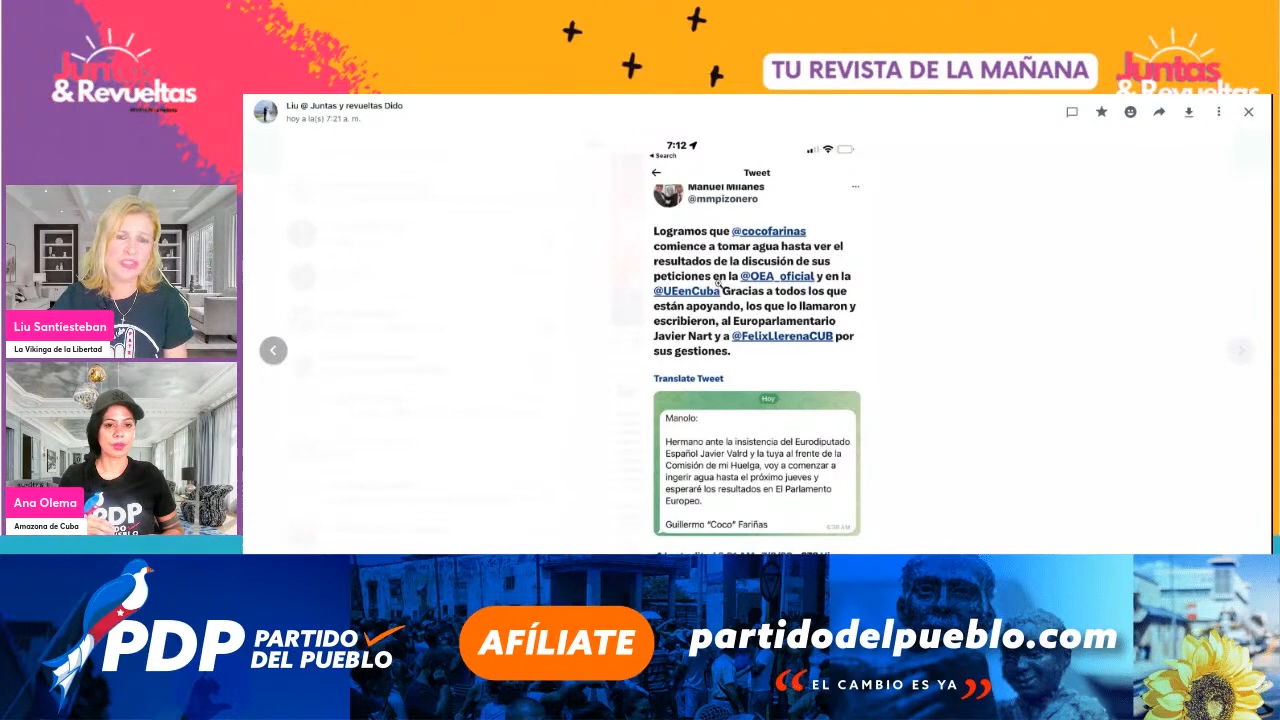 Juntas
& Revueltas
TU REVISTA DE LA MAÑANA
Juntas
& Revueltas
Liu @ Juntas y revueltas Dido
hoy a la(s) 7:21 a. m.
7:12
Search
Tweet
Manuel Milanes
@mmpizonero
Logramos que @cocofarinas
comience a tomar agua hasta ver el
resultados de la discusión de sus
peticiones en la @OEA_oficial y en la
@UEenCuba Gracias a todos los que
están apoyando, los que lo llamaron y
escribieron, al Europarlamentario
Javier Nart y a @FelixLlerenaCUB por
sus gestiones.
Translate Tweet
Hoy
Manolo:
Hermano ante la insistencia del Eurodiputado
Español Javier Valrd y la tuya al frente de la
Comisión de mi Huelga, voy a comenzar a
ingerir agua hasta el próximo jueves y
esperaré los resultados en El Parlamento
Europeo.
Guillermo "Coco" Fariñas
Liu Santiesteban
La Vikinga de la Libertad
PDP
PARTIDO
Ana Olema
Amazona de Cuba
PDP PARTIDO
DEL PUEBLO
AFÍLIATE
partidodelpueblo.com
“ EL CAMBIO ES YA ”